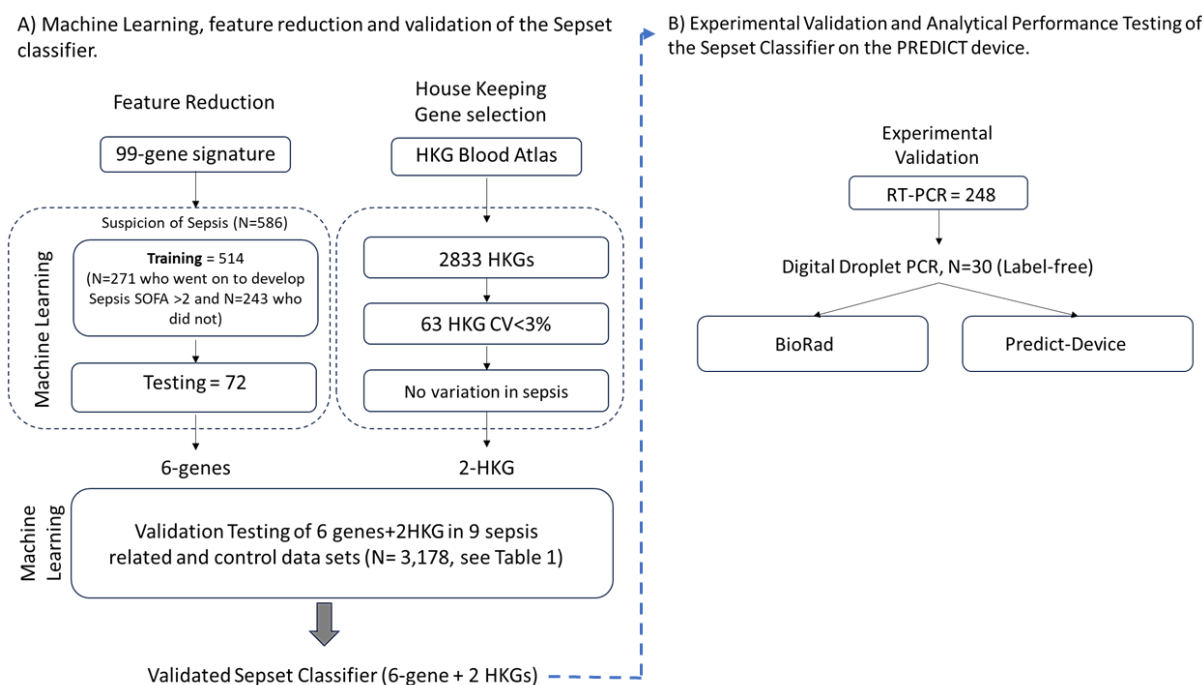 A) Machine Learning, feature reduction and validation of the Sepset
classifier.
Feature Reduction
99-gene signature
Machine Learning
Suspicion of Sepsis (N=586)
Training = 514
(N=271 who went on to develop
Sepsis SOFA >2 and N=243 who
did not)
Testing = 72
6-genes
House Keeping
Gene selection
HKG Blood Atlas
2833 HKGs
63 HKG CV<3%
No variation in sepsis
2-HKG
Machine
Learning
Validation Testing of 6 genes+2HKG in 9 sepsis
related and control data sets (N= 3,178, see Table 1)
Validated Sepset Classifier (6-gene + 2 HKGs)
B) Experimental Validation and Analytical Performance Testing of
the Sepset Classifier on the PREDICT device.
Experimental
Validation
RT-PCR = 248
Digital Droplet PCR, N=30 (Label-free)
BioRad
Predict-Device